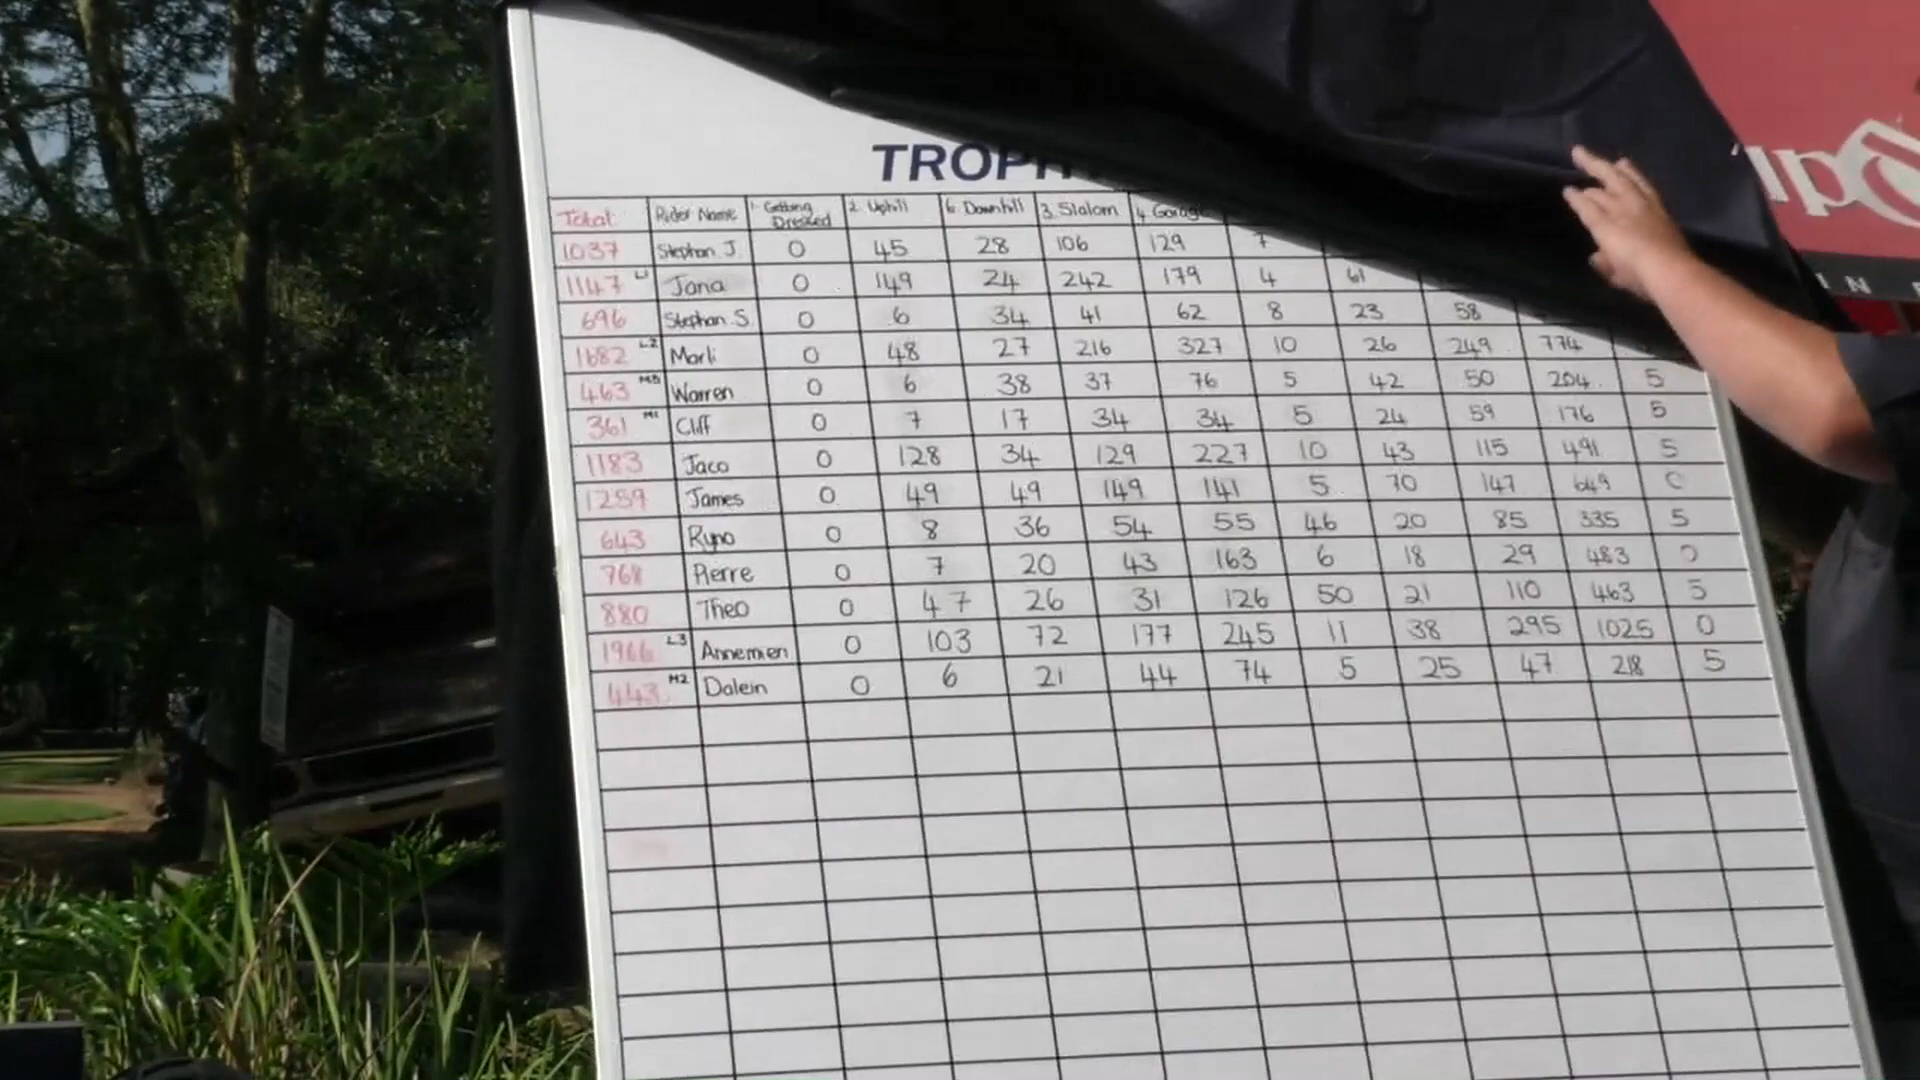 TROPH
Total Rider Name 1. Getting Dressed 2. Uphill 6. Downhill 3. Slalom 4. Garage
1037 Stephan J. 0 45 28 106 129 7
1147 L1 Jana 0 149 24 242 179 4 61
696 Stephan S. 0 6 34 41 62 8 23 58
1682 L2 Marli 0 48 27 216 327 10 26 249 774
463 M3 Warren 0 6 38 37 76 5 42 50 204 5
361 M1 Cliff 0 7 17 34 34 5 24 59 176 5
1183 Jaco 0 128 34 129 227 10 43 115 491 5
1259 James 0 49 49 149 141 5 70 147 649 0
643 Ryno 0 8 36 54 55 46 20 85 335 5
768 Pierre 0 7 20 43 163 6 18 29 483
880 Theo 0 47 26 31 126 50 21 110 463 5
1966 L3 Annemien 0 103 72 177 245 11 38 295 1025 0
443 M2 Dalein 0 6 21 44 74 5 25 47 218 5